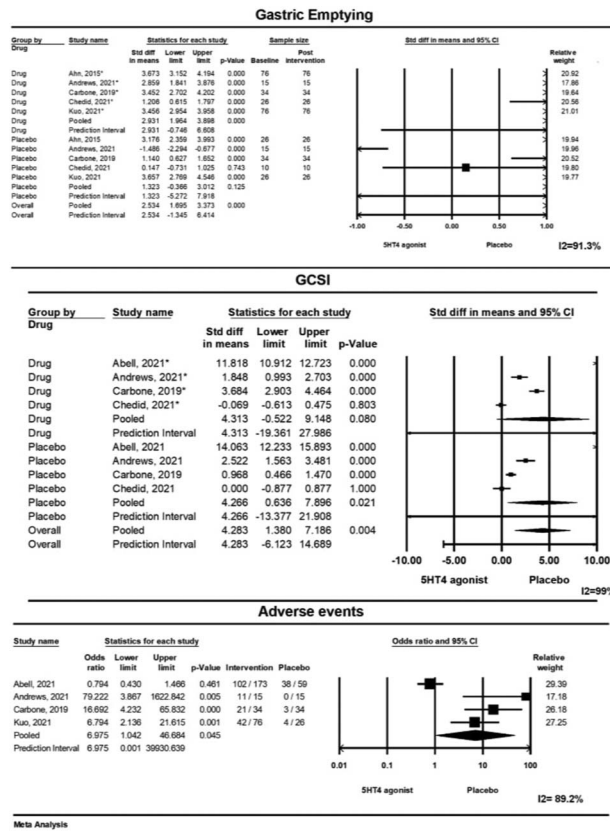 Gastric Emptying
Group by Study name Statistics for each study Sample size Std diff in means and 95% CI
Drug
Std diff in means Lower limit Upper limit p-Value Baseline Post intervention Relative weight
Drug Ahn, 2015* 3.673 3.152 4.194 0.000 76 76 20.92
Drug Andrews, 2021* 2.859 1.841 3.876 0.000 15 15 17.86
Drug Carbone, 2019* 3.452 2.702 4.202 0.000 34 34 19.64
Drug Chedid, 2021* 1.206 0.615 1.797 0.000 26 26 20.56
Drug Kuo, 2021* 3.456 2.954 3.958 0.000 76 76 21.01
Drug Pooled 2.931 1.964 3.898 0.000
Drug Prediction Interval 2.931 -0.746 6.608
Placebo Ahn, 2015 3.176 2.359 3.993 0.000 26 26 19.94
Placebo Andrews, 2021 -1.486 -2.294 -0.677 0.000 15 15 19.96
Placebo Carbone, 2019 1.140 0.627 1.652 0.000 34 34 20.52
Placebo Chedid, 2021 0.147 -0.731 1.025 0.743 10 10 19.80
Placebo Kuo, 2021 3.657 2.769 4.546 0.000 26 26 19.77
Placebo Pooled 1.323 -0.366 3.012 0.125
Placebo Prediction Interval 1.323 -5.272 7.918
Overall Pooled 2.534 1.695 3.373 0.000
Overall Prediction Interval 2.534 -1.345 6.414
-1.00 -0.50 0.00 0.50 1.00
5HT4 agonist Placebo I2=91.3%
GCSI
Group by Study name Statistics for each study Std diff in means and 95% CI
Drug
Std diff in means Lower limit Upper limit p-Value
Drug Abell, 2021* 11.818 10.912 12.723 0.000
Drug Andrews, 2021* 1.848 0.993 2.703 0.000
Drug Carbone, 2019* 3.684 2.903 4.464 0.000
Drug Chedid, 2021* -0.069 -0.613 0.475 0.803
Drug Pooled 4.313 -0.522 9.148 0.080
Drug Prediction Interval 4.313 -19.361 27.986
Placebo Abell, 2021 14.063 12.233 15.893 0.000
Placebo Andrews, 2021 2.522 1.563 3.481 0.000
Placebo Carbone, 2019 0.968 0.466 1.470 0.000
Placebo Chedid, 2021 0.000 -0.877 0.877 1.000
Placebo Pooled 4.266 0.636 7.896 0.021
Placebo Prediction Interval 4.266 -13.377 21.908
Overall Pooled 4.283 1.380 7.186 0.004
Overall Prediction Interval 4.283 -6.123 14.689
-10.00 -5.00 0.00 5.00 10.00
5HT4 agonist Placebo
I2=99%
Adverse events
Study name Statistics for each study Odds ratio and 95% CI
Odds ratio Lower limit Upper limit p-Value Intervention Placebo Relative weight
Abell, 2021 0.794 0.430 1.466 0.461 102 / 173 38 / 59 29.39
Andrews, 2021 79.222 3.867 1622.842 0.005 11 / 15 0 / 15 17.18
Carbone, 2019 16.692 4.232 65.832 0.000 21 / 34 3 / 34 26.18
Kuo, 2021 6.794 2.136 21.615 0.001 42 / 76 4 / 26 27.25
Pooled 6.975 1.042 46.684 0.045
Prediction Interval 6.975 0.001 39930.639
0.01 0.1 1 10 100
5HT4 agonist Placebo
I2= 89.2%
Meta Analysis